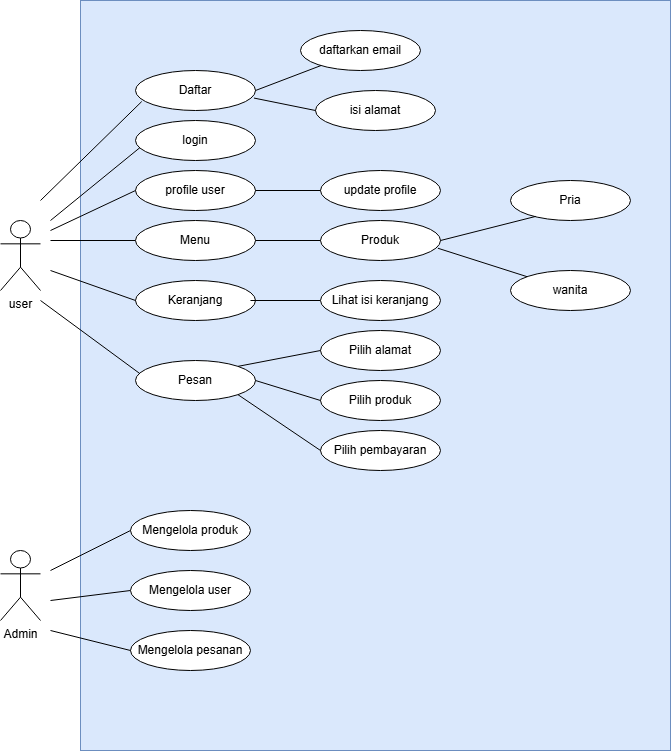 daftarkan email
Daftar
isi alamat
login
profile user
update profile
Pria
Menu
Produk
wanita
user
Keranjang
Lihat isi keranjang
Pilih alamat
Pesan
Pilih produk
Pilih pembayaran
Mengelola produk
Mengelola user
Admin
Mengelola pesanan